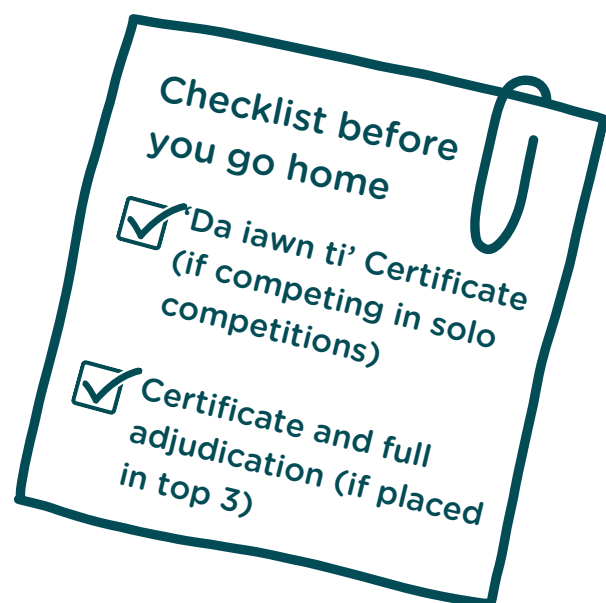 Checklist before
you go home
‘Da iawn ti’ Certificate
(if competing in solo
competitions)
Certificate and full
adjudication (if placed
in top 3)